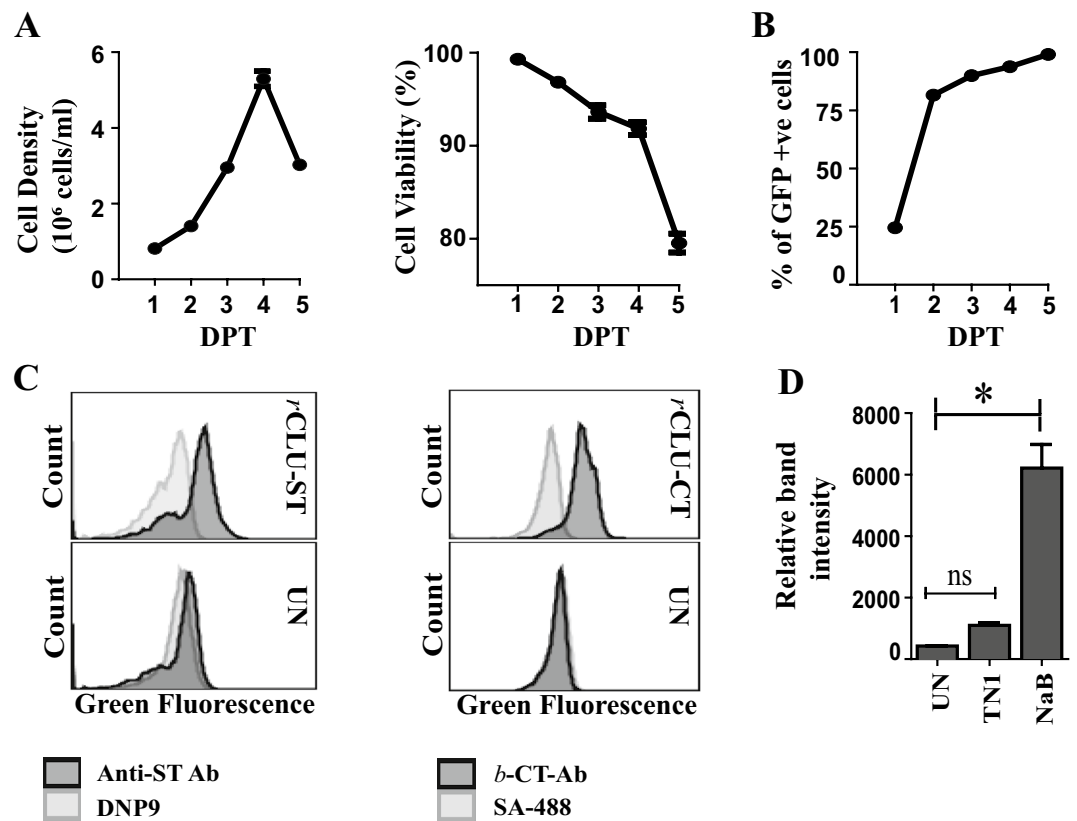 A
Cell Density
(10⁶ cells/ml)
6
4
2
0
1 2 3 4 5
DPT
Cell Viability (%)
100
90
80
1 2 3 4 5
DPT
B
% of GFP +ve cells
100
75
50
25
0
1 2 3 4 5
DPT
C
Count
rCLU-ST
Count
UN
Green Fluorescence
Anti-ST Ab
DNP9
Count
rCLU-CT
Count
UN
Green Fluorescence
b-CT-Ab
SA-488
D
Relative band
intensity
8000
6000
4000
2000
0
*
ns
UN
TN1
NaB